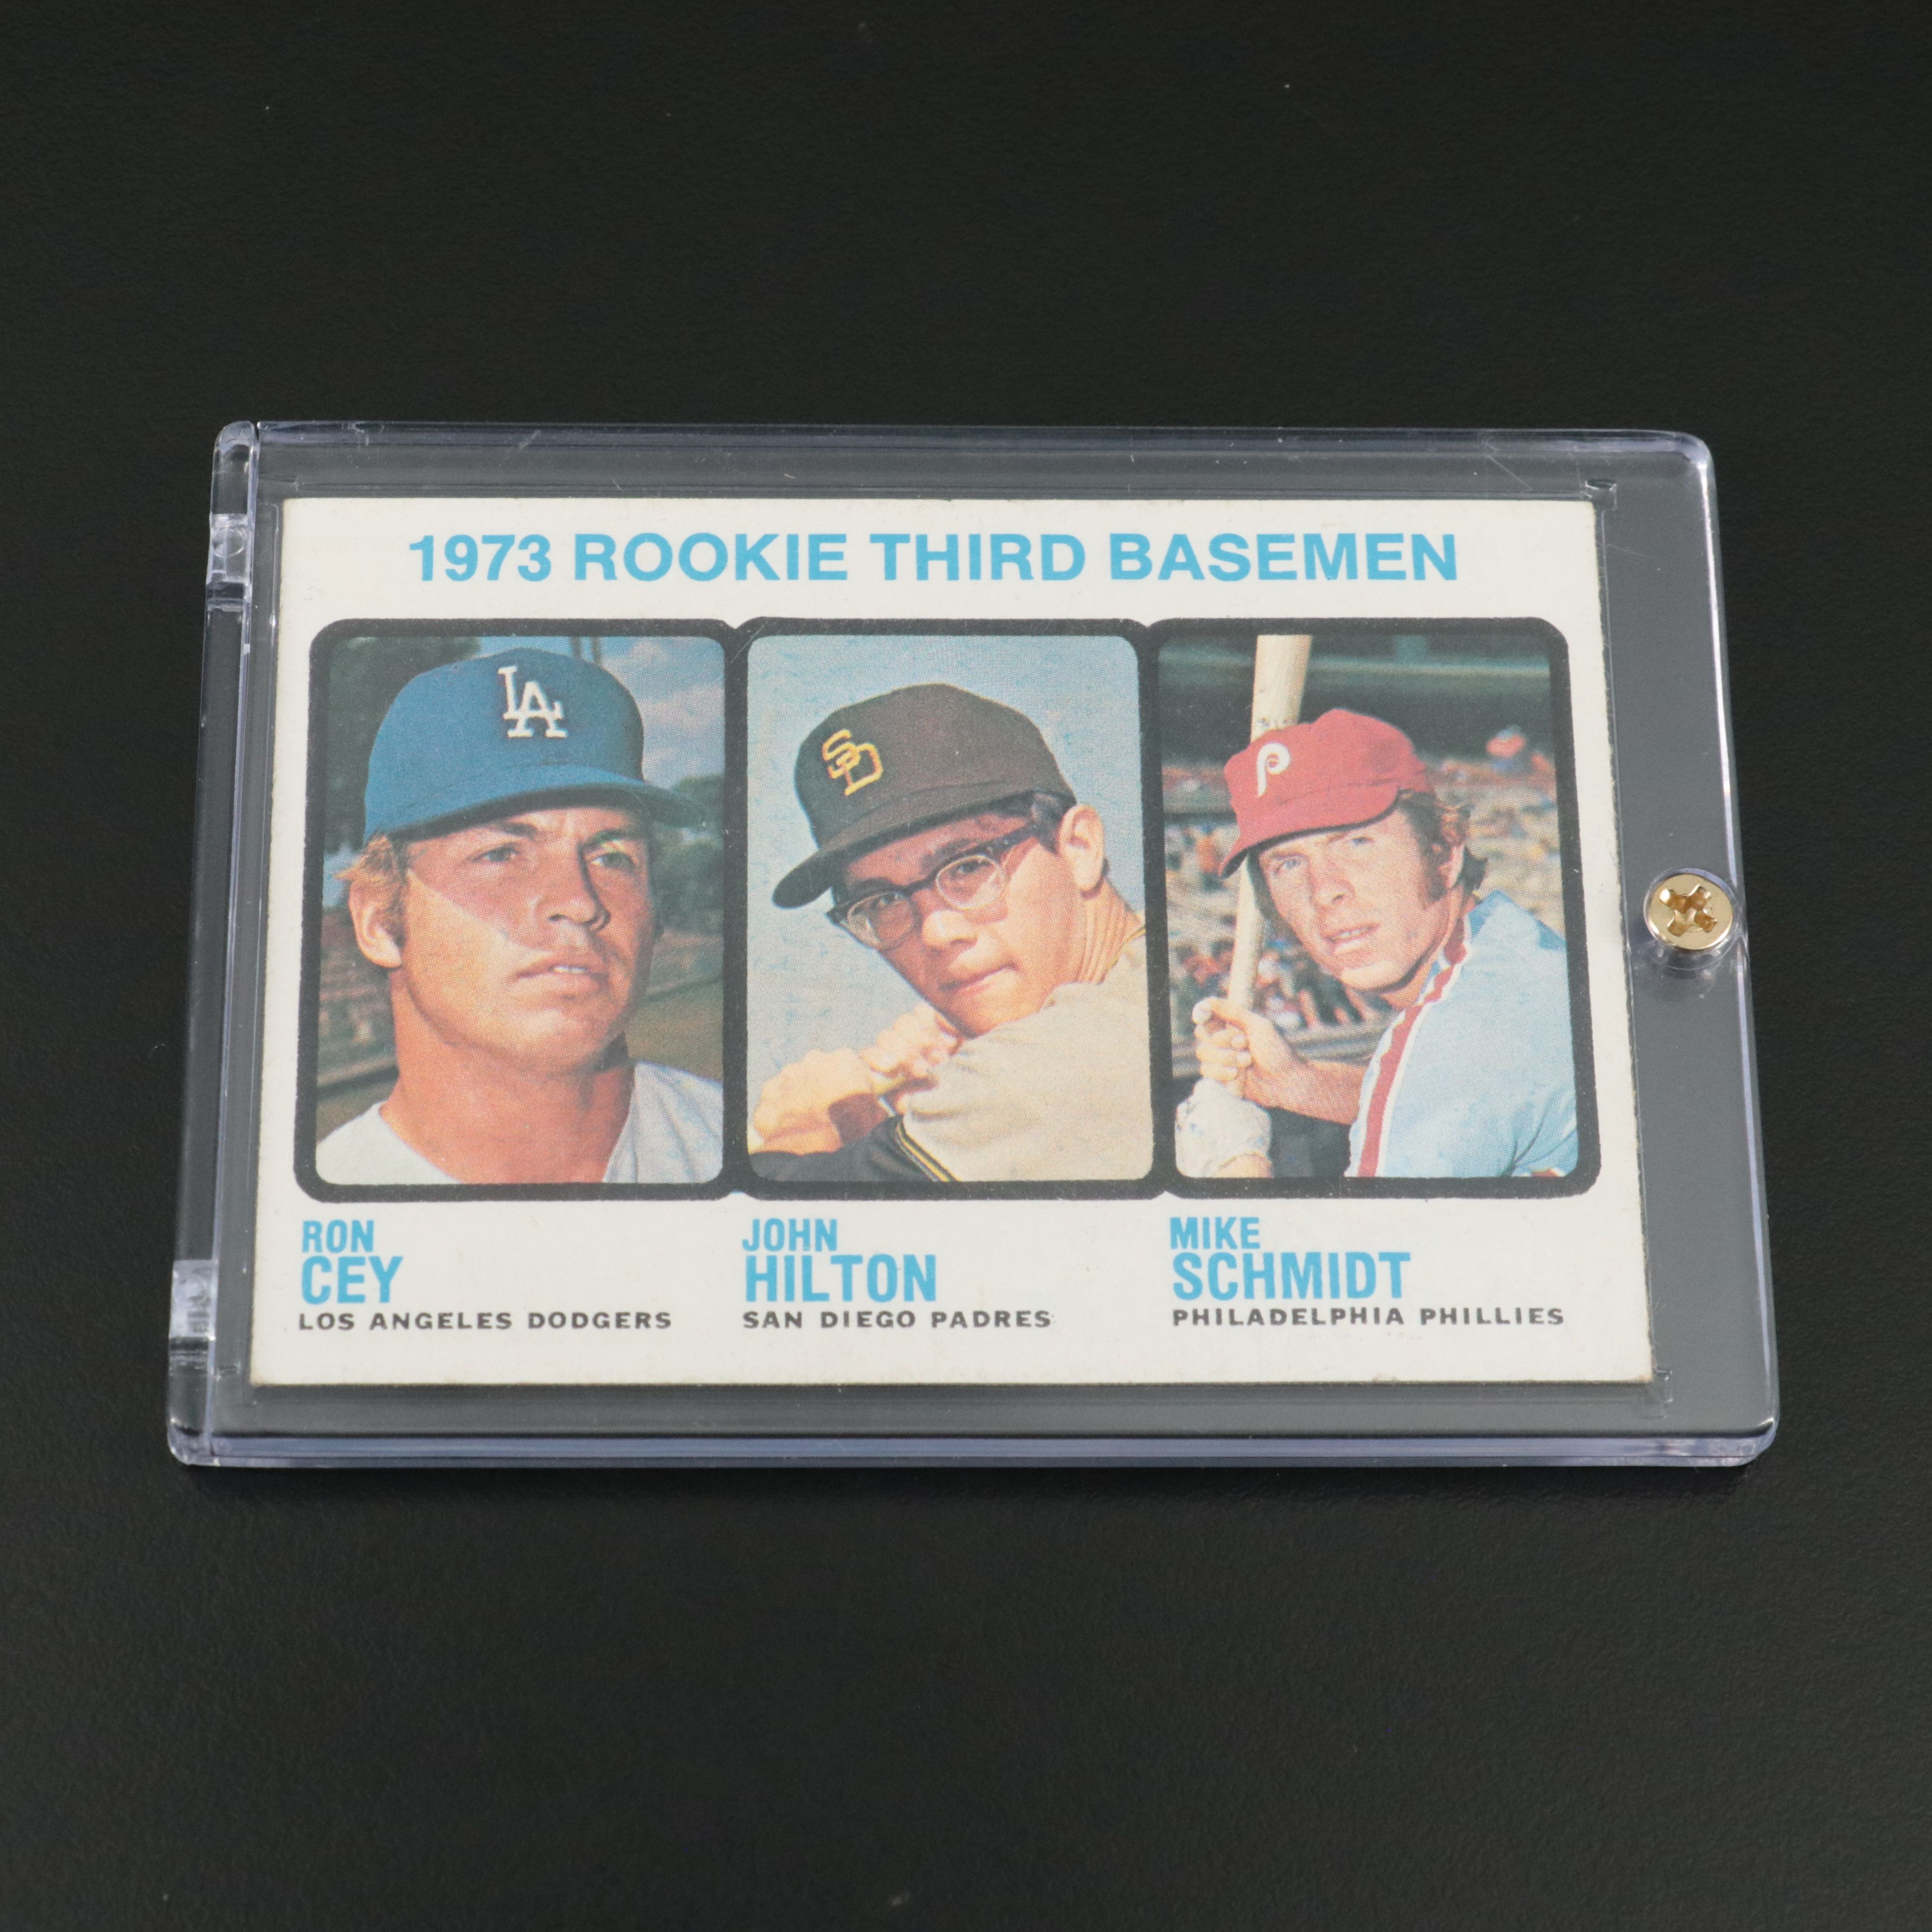 1973 ROOKIE THIRD BASEMEN
LA
SD
P
RON
CEY
LOS ANGELES DODGERS
JOHN
HILTON
SAN DIEGO PADRES
MIKE
SCHMIDT
PHILADELPHIA PHILLIES